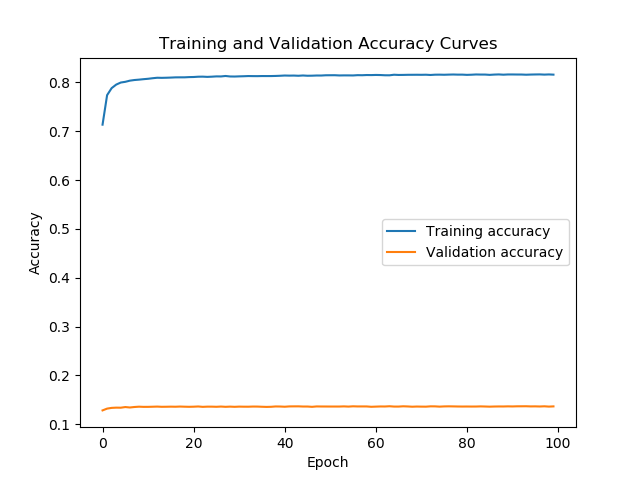 Training and Validation Accuracy Curves
0.8
0.7
0.6
0.5
0.4
0.3
0.2
0.1
Accuracy
Training accuracy
Validation accuracy
0 20 40 60 80 100
Epoch